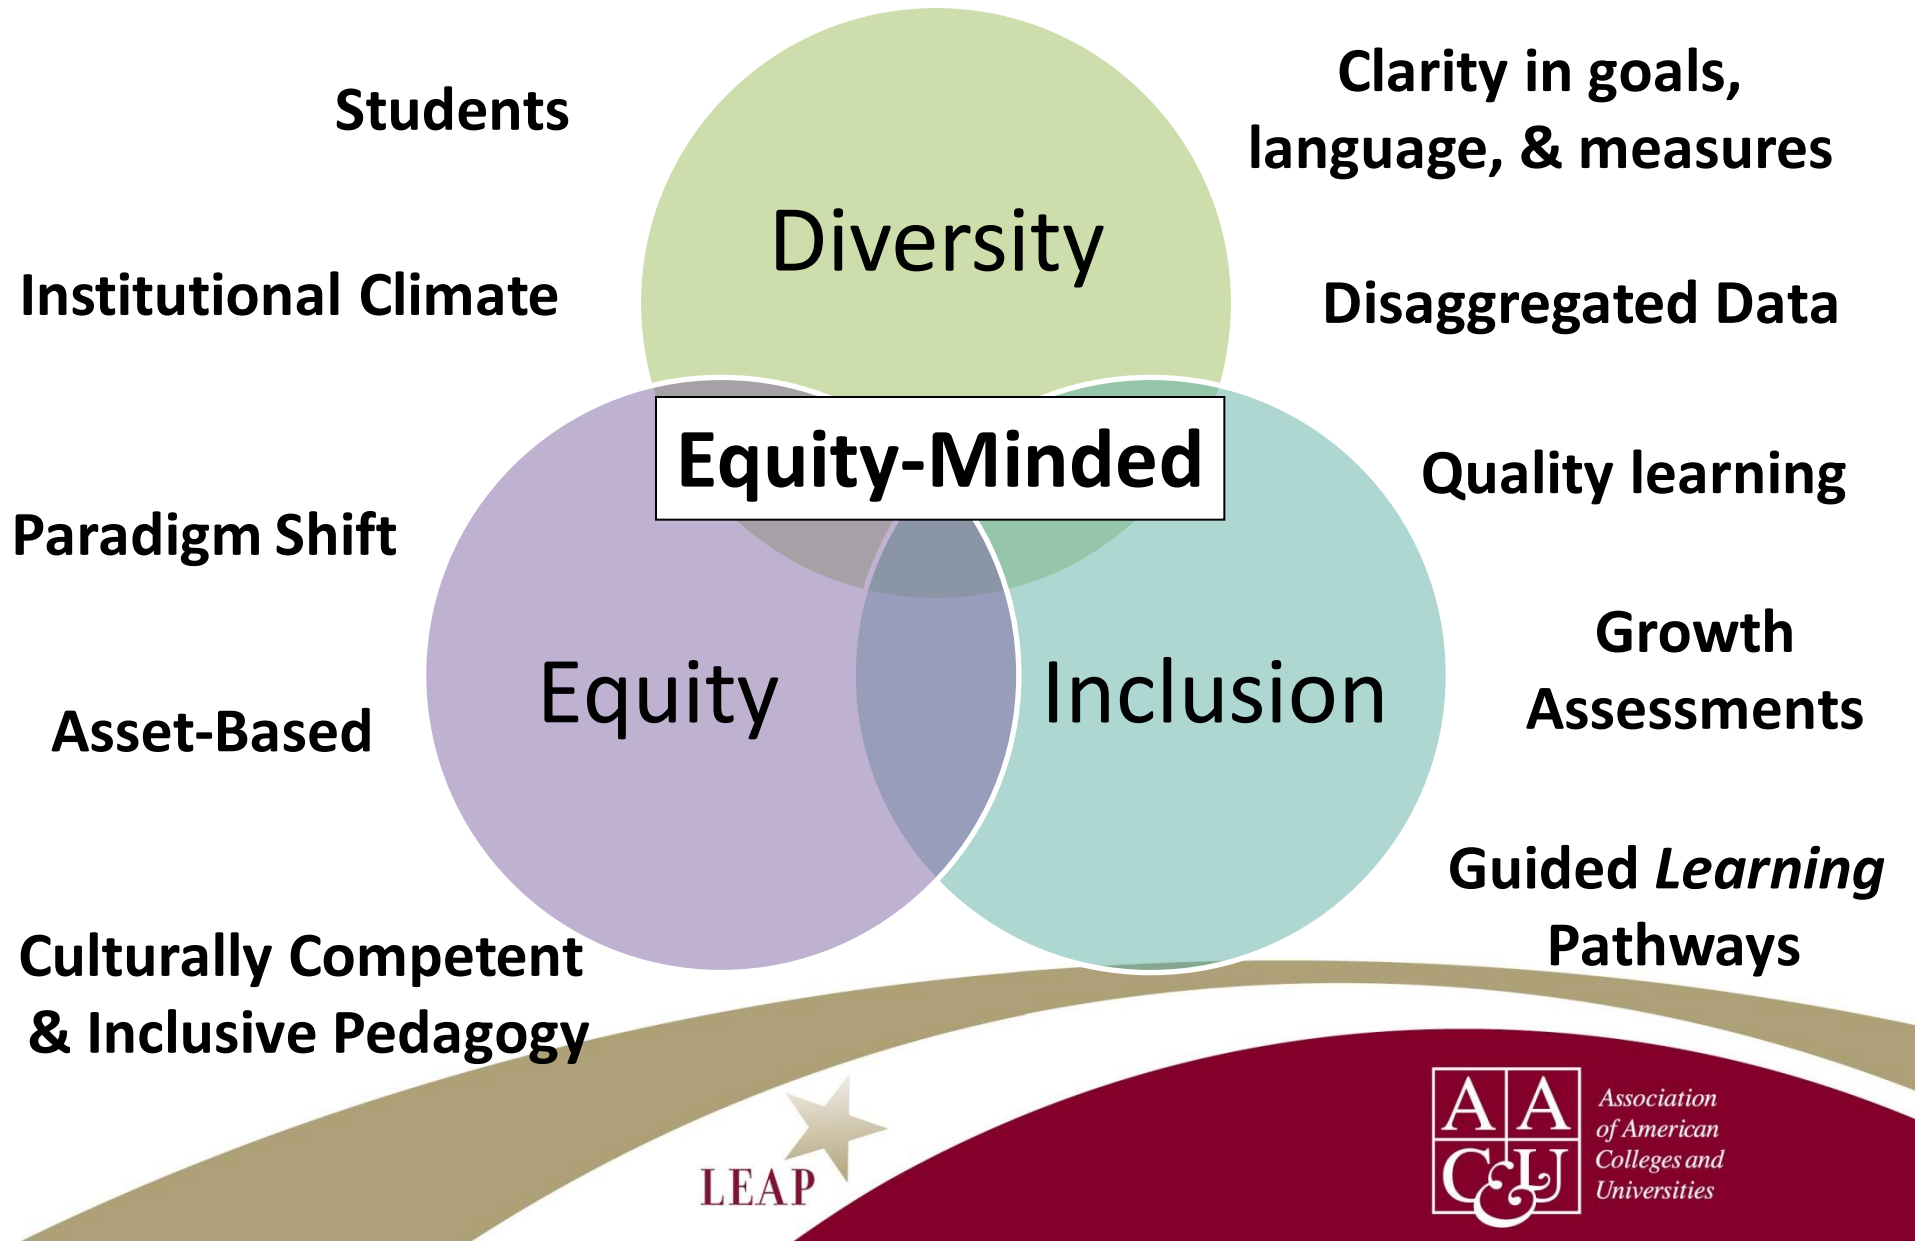 Students
Institutional Climate
Paradigm Shift
Asset-Based
Culturally Competent
& Inclusive Pedagogy
Diversity
Equity-Minded
Equity
Inclusion
Clarity in goals,
language, & measures
Disaggregated Data
Quality learning
Growth
Assessments
Guided Learning
Pathways
LEAP
AA
C&U
Association
of American
Colleges and
Universities